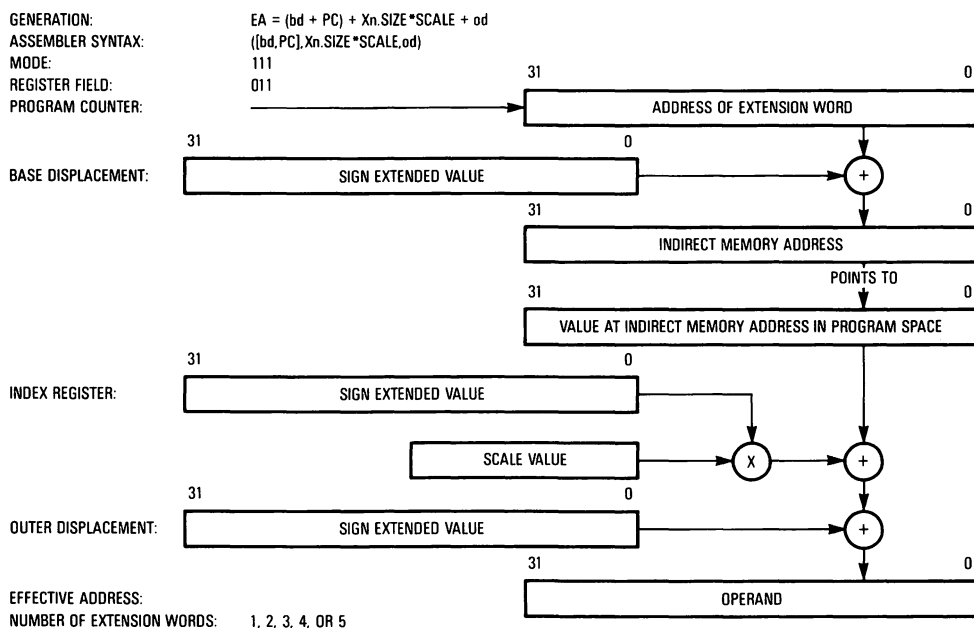 GENERATION: EA = (bd + PC) + Xn.SIZE*SCALE + od
ASSEMBLER SYNTAX: ([bd,PC],Xn.SIZE*SCALE,od)
MODE: 111
REGISTER FIELD: 011
31 0
PROGRAM COUNTER: ADDRESS OF EXTENSION WORD
31 0
BASE DISPLACEMENT: SIGN EXTENDED VALUE +
31 0
INDIRECT MEMORY ADDRESS
POINTS TO
31 0
VALUE AT INDIRECT MEMORY ADDRESS IN PROGRAM SPACE
31 0
INDEX REGISTER: SIGN EXTENDED VALUE
SCALE VALUE X +
31 0
OUTER DISPLACEMENT: SIGN EXTENDED VALUE +
31 0
EFFECTIVE ADDRESS: OPERAND
NUMBER OF EXTENSION WORDS: 1, 2, 3, 4, OR 5